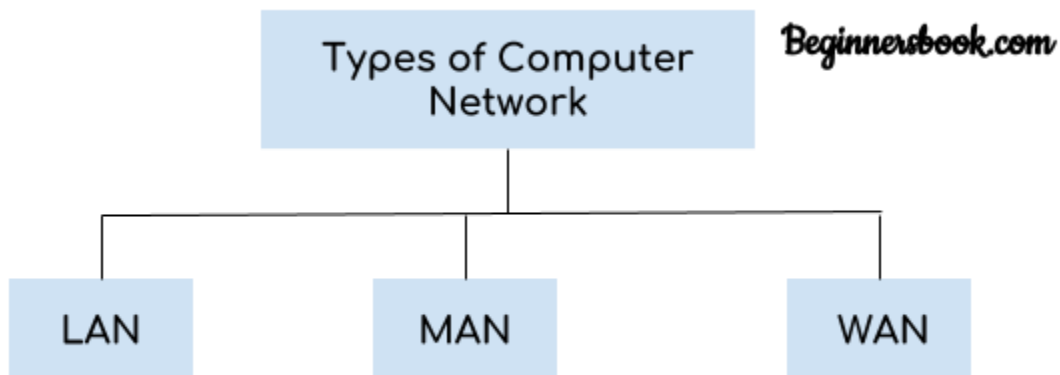 Types of Computer
Network
Beginnersbook.com
LAN
MAN
WAN